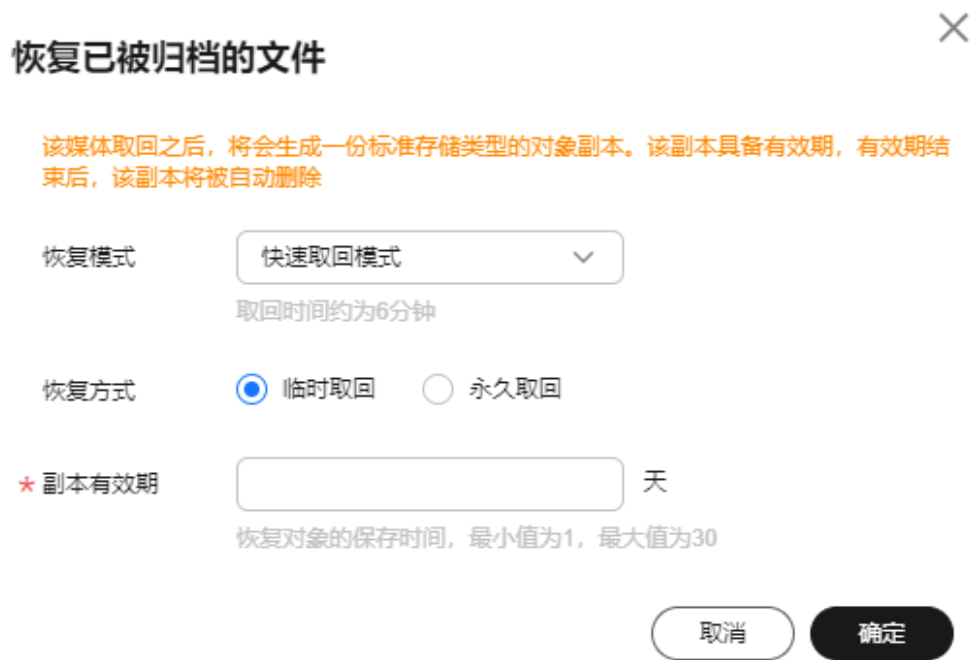 恢复已被归档的文件
该媒体取回之后，将会生成一份标准存储类型的对象副本。该副本具备有效期，有效期结
束后，该副本将被自动删除
恢复模式 快速取回模式
取回时间约为6分钟
恢复方式 临时取回 永久取回
* 副本有效期 天
恢复对象的保存时间，最小值为1，最大值为30
取消 确定